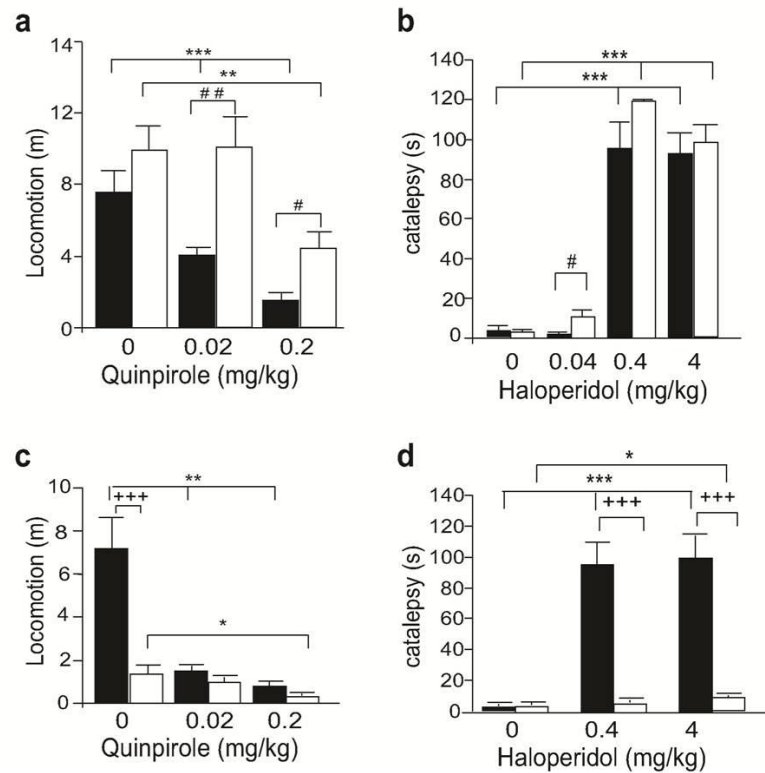 a
14
12
8
4
0
Locomotion (m)
***
**
# #
#
0 0.02 0.2
Quinpirole (mg/kg)
b
140
120
100
80
60
40
20
0
catalepsy (s)
***
***
#
0 0.04 0.4 4
Haloperidol (mg/kg)
c
10
8
6
4
2
0
Locomotion (m)
**
+++
*
0 0.02 0.2
Quinpirole (mg/kg)
d
140
120
100
80
60
40
20
0
catalepsy (s)
*
***
+++ +++
0 0.4 4
Haloperidol (mg/kg)